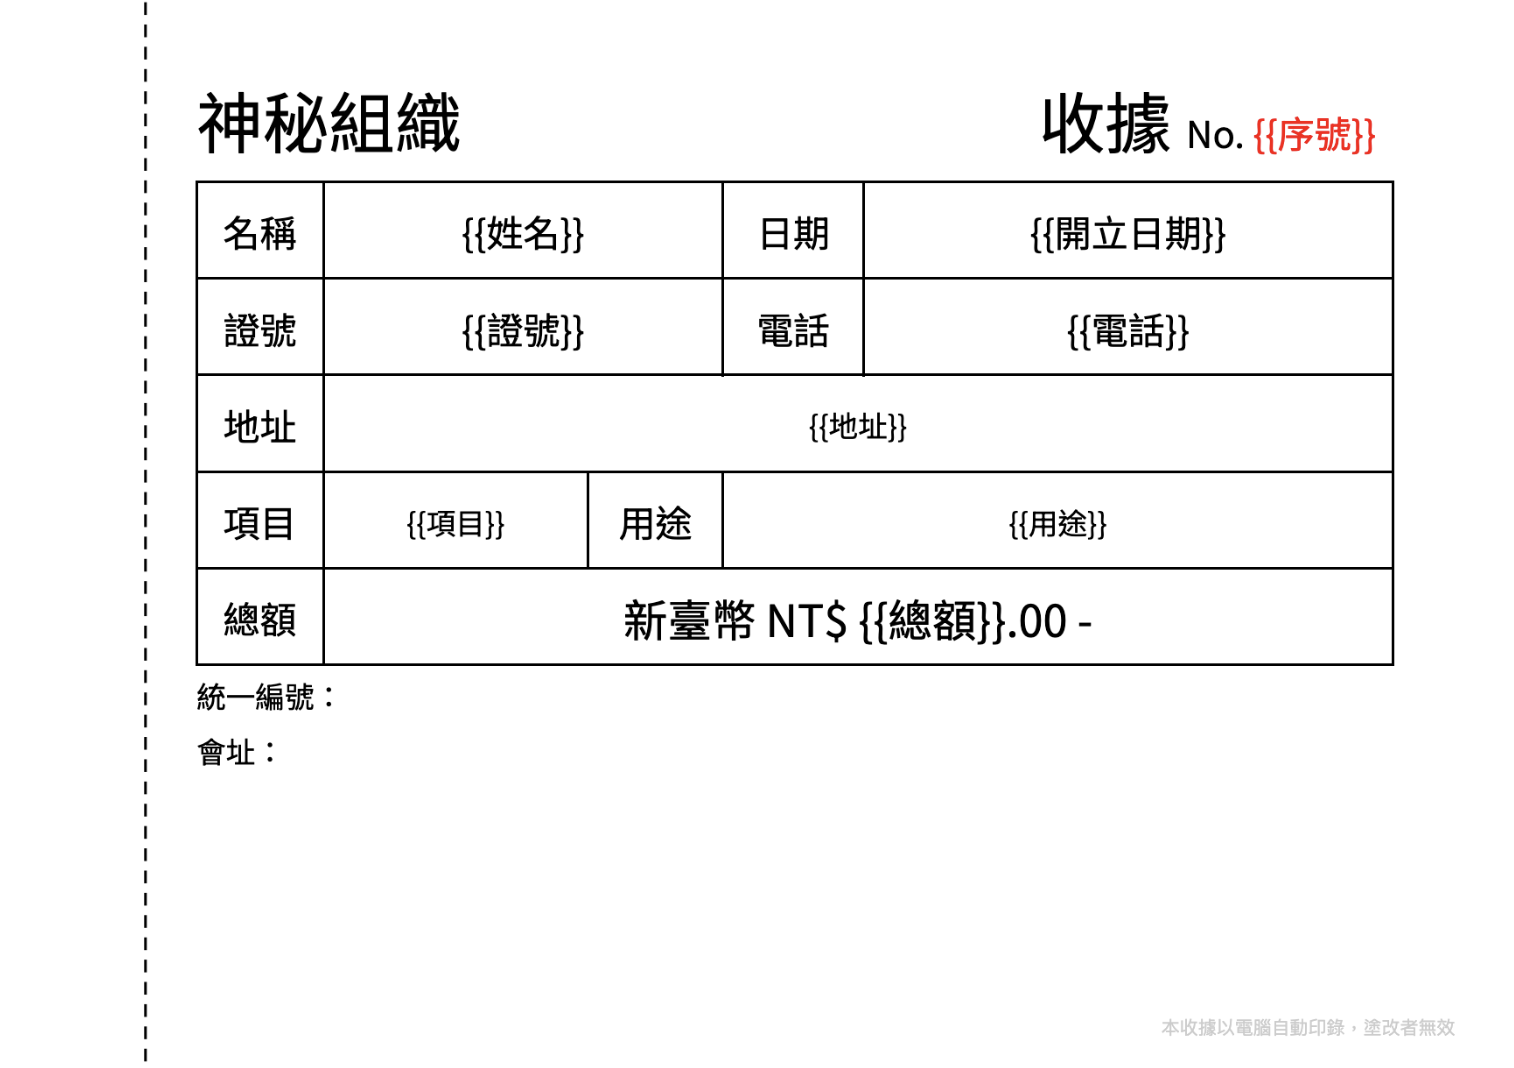 神秘組織
收據 No. {{序號}}
名稱 {{姓名}} 日期 {{開立日期}}
證號 {{證號}} 電話 {{電話}}
地址 {{地址}}
項目 {{項目}} 用途 {{用途}}
總額 新臺幣 NT$ {{總額}}.00 -
統一編號：
會址：
本收據以電腦自動印錄，塗改者無效